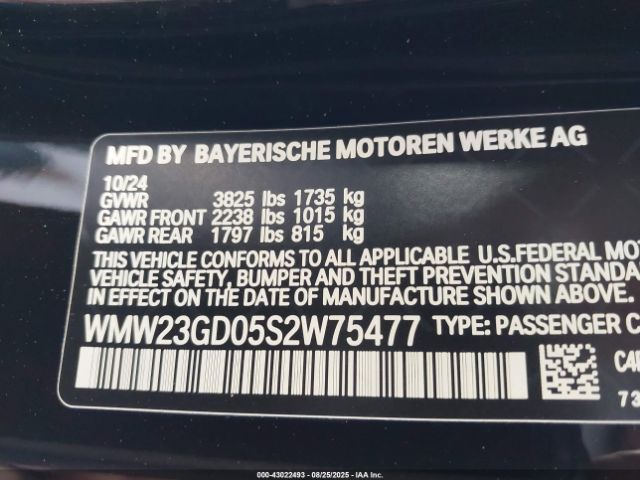 MFD BY BAYERISCHE MOTOREN WERKE AG
10/24
GVWR 3825 lbs 1735 kg
GAWR FRONT 2238 lbs 1015 kg
GAWR REAR 1797 lbs 815 kg
THIS VEHICLE CONFORMS TO ALL APPLICABLE U.S.FEDERAL MO
VEHICLE SAFETY, BUMPER AND THEFT PREVENTION STANDARDS
IN EFFECT ON THE DATE OF MANUFACTURE SHOWN ABOVE.
WMW23GD05S2W75477 TYPE: PASSENGER C
73
000-43022493 - 08/25/2025 - IAA Inc.